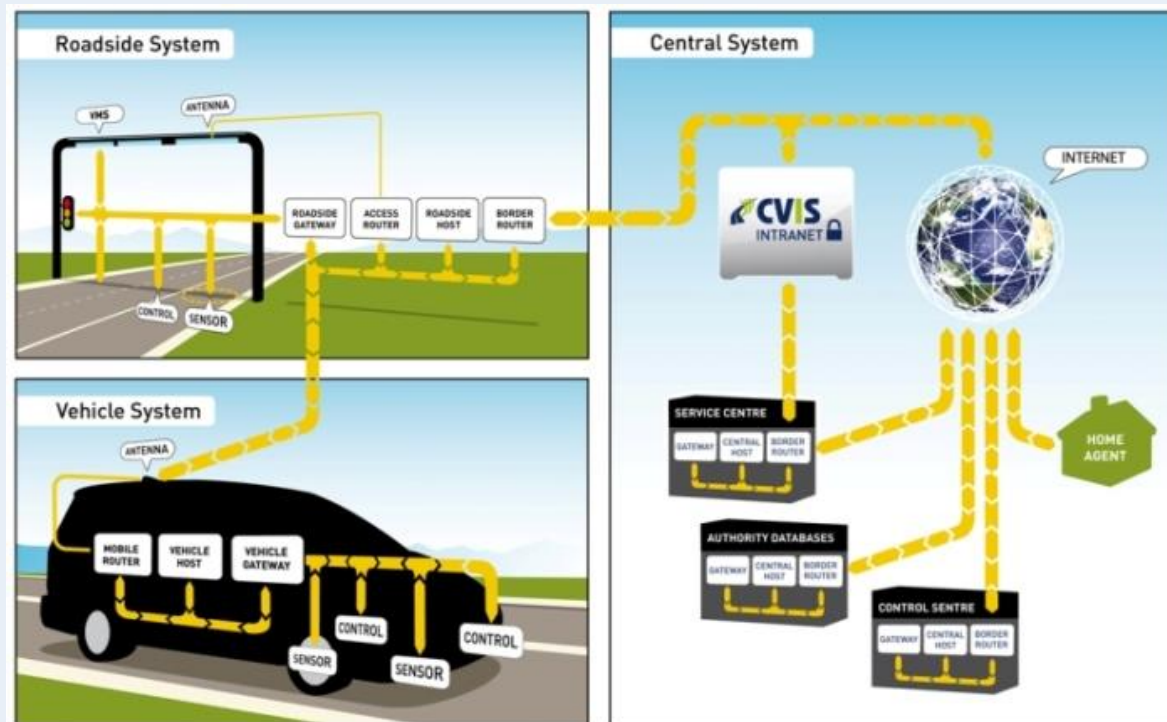 Roadside System
VMS
ANTENNA
ROADSIDE
GATEWAY
ACCESS
ROUTER
ROADSIDE
HOST
BORDER
ROUTER
CONTROL
SENSOR
Vehicle System
ANTENNA
MOBILE
ROUTER
VEHICLE
HOST
VEHICLE
GATEWAY
SENSOR
CONTROL
SENSOR
CONTROL
Central System
CVIS
INTRANET
INTERNET
SERVICE CENTRE
GATEWAY
CENTRAL
HOST
BORDER
ROUTER
HOME
AGENT
AUTHORITY DATABASES
GATEWAY
CENTRAL
HOST
BORDER
ROUTER
CONTROL SENTRE
GATEWAY
CENTRAL
HOST
BORDER
ROUTER